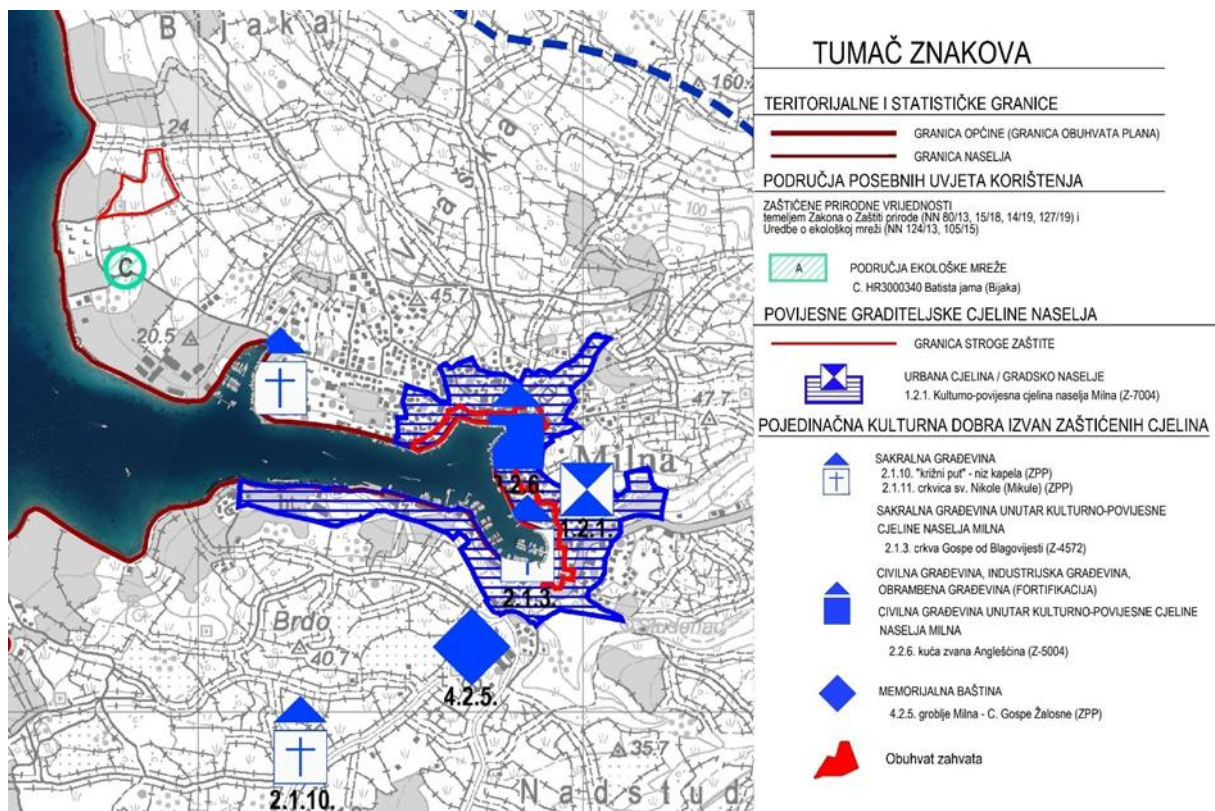 Bijaka
160.
24
Vlaška
100
C
45.7
20.5
47.7
Milna
2.2.6.
1.2.1.
2.1.3.
Brdo
40.7
4.2.5.
35.7
2.1.10.
Nadstud
TUMAČ ZNAKOVA
TERITORIJALNE I STATISTIČKE GRANICE
GRANICA OPĆINE (GRANICA OBUHVATA PLANA)
GRANICA NASELJA
PODRUČJA POSEBNIH UVJETA KORIŠTENJA
ZAŠTIĆENE PRIRODNE VRIJEDNOSTI
temeljem Zakona o Zaštiti prirode (NN 80/13, 15/18, 14/19, 127/19) i
Uredbe o ekološkoj mreži (NN 124/13, 105/15)
A
PODRUČJA EKOLOŠKE MREŽE
C. HR3000340 Batista jama (Bijaka)
POVIJESNE GRADITELJSKE CJELINE NASELJA
GRANICA STROGE ZAŠTITE
URBANA CJELINA / GRADSKO NASELJE
1.2.1. Kulturno-povijesna cjelina naselja Milna (Z-7004)
POJEDINAČNA KULTURNA DOBRA IZVAN ZAŠTIĆENIH CJELINA
SAKRALNA GRAĐEVINA
2.1.10. "križni put" - niz kapela (ZPP)
2.1.11. crkvica sv. Nikole (Mikule) (ZPP)
SAKRALNA GRAĐEVINA UNUTAR KULTURNO-POVIJESNE
CJELINE NASELJA MILNA
2.1.3. crkva Gospe od Blagovijesti (Z-4572)
CIVILNA GRAĐEVINA, INDUSTRIJSKA GRAĐEVINA,
OBRAMBENA GRAĐEVINA (FORTIFIKACIJA)
CIVILNA GRAĐEVINA UNUTAR KULTURNO-POVIJESNE CJELINE
NASELJA MILNA
2.2.6. kuća zvana Anglešćina (Z-5004)
MEMORIJALNA BAŠTINA
4.2.5. groblje Milna - C. Gospe Žalosne (ZPP)
Obuhvat zahvata